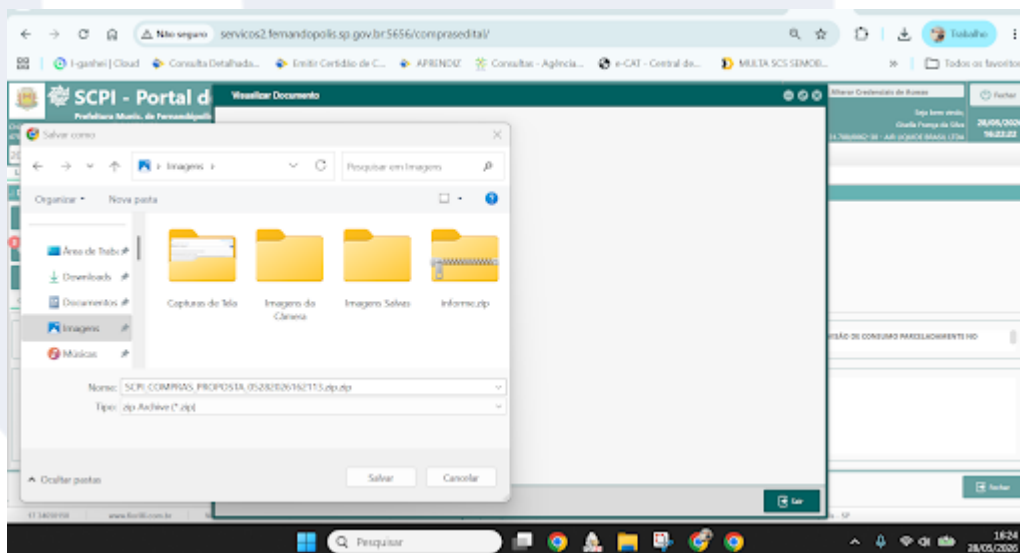 Não seguro servicos2.fernandopolis.sp.gov.br:5656/comprasedital/
Trabalho
I-ganhei | Cloud Consulta Detalhada... Emitir Certidão de C... APRENDIZ Consultas - Agência... e-CAT - Central de... MULTA SCS SEMOB... Todos os favoritos
SCPI - Portal d
Visualizar Documento
Alterar Credenciais de Acesso
Fechar
Prefeitura Munic. de Fernandópolis
Seja bem vindo,
28/05/2026
16:22:22
Salvar como
Imagens
Pesquisar em Imagens
Organizar Nova pasta
Área de Traba
Downloads
Documentos
Imagens
Músicas
Capturas de Tela
Imagens da Câmera
Imagens Salvas
informe.zip
CONSUMO PARCELADAMENTE NO
Nome: SCPI_COMPRAS_PROPOSTA_05282026162113.zip.zip
Tipo: zip Archive (*.zip)
Ocultar pastas
Salvar Cancelar
Fechar
Sair
SP
Pesquisar
16:24
28/05/2026